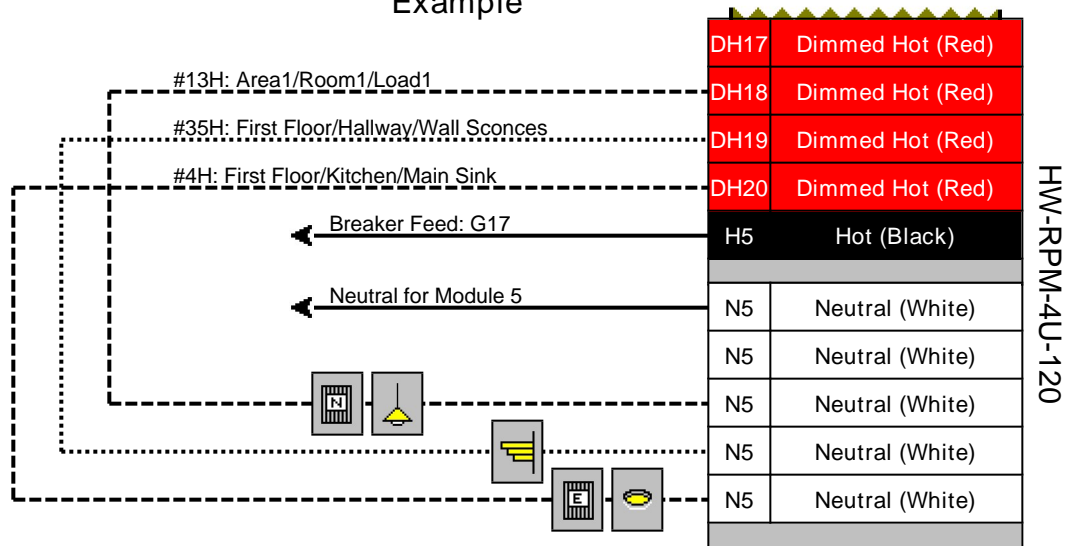 Example
DH17 Dimmed Hot (Red)
#13H: Area1/Room1/Load1
DH18 Dimmed Hot (Red)
#35H: First Floor/Hallway/Wall Sconces
DH19 Dimmed Hot (Red)
#4H: First Floor/Kitchen/Main Sink
DH20 Dimmed Hot (Red)
Breaker Feed: G17
H5 Hot (Black)
Neutral for Module 5
N5 Neutral (White)
N5 Neutral (White)
N
N5 Neutral (White)
N5 Neutral (White)
E
N5 Neutral (White)
HW-RPM-4U-120